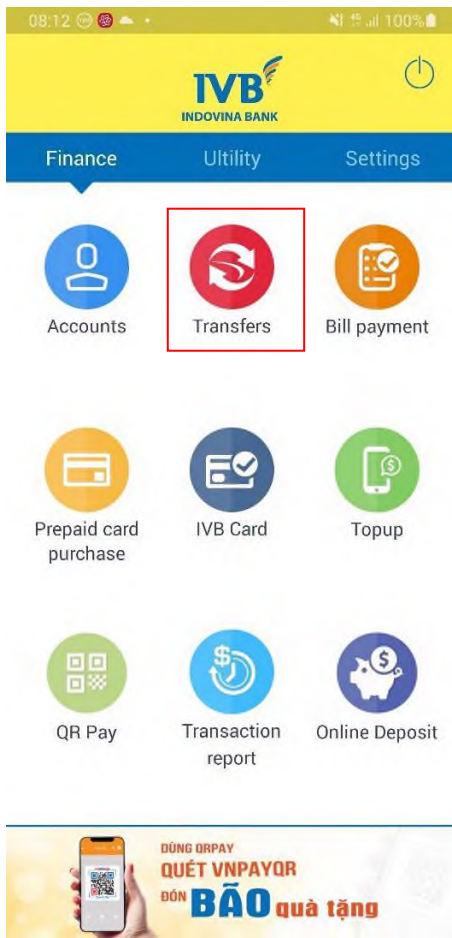 08:12
100%
IVB
INDOVINA BANK
Finance Ultility Settings
Accounts Transfers Bill payment
Prepaid card
purchase
IVB Card
Topup
QR Pay
Transaction
report
Online Deposit
DÙNG QRPAY
QUÉT VNPAYQR
ĐÓN BÃO quà tặng